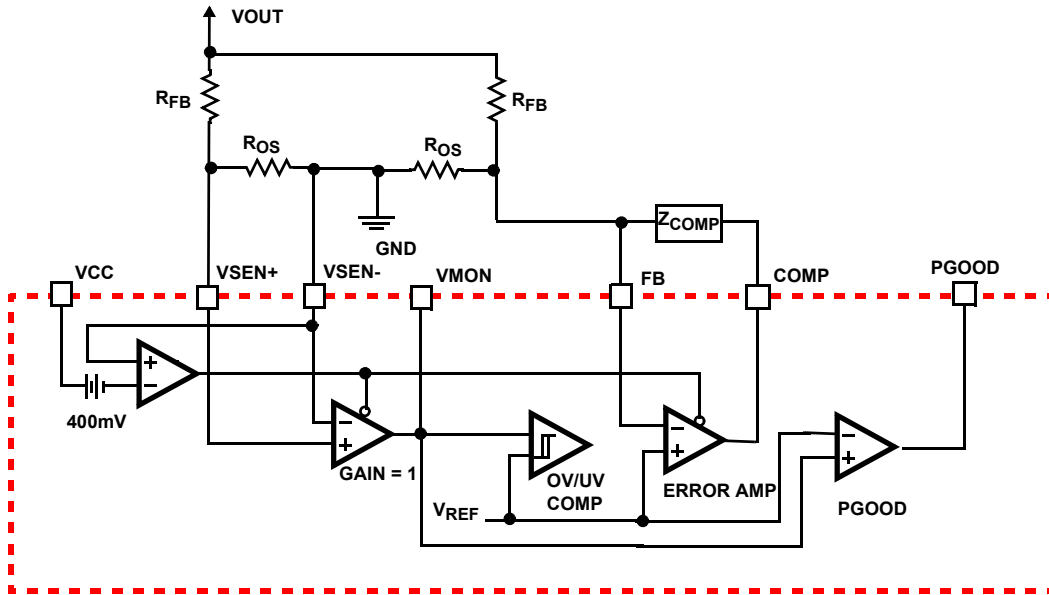 VOUT
RFB
RFB
ROS
ROS
ZCOMP
GND
VCC
VSEN+
VSEN-
VMON
FB
COMP
PGOOD
+
−
400mV
−
+
GAIN = 1
OV/UV
COMP
−
+
ERROR AMP
−
+
PGOOD
VREF